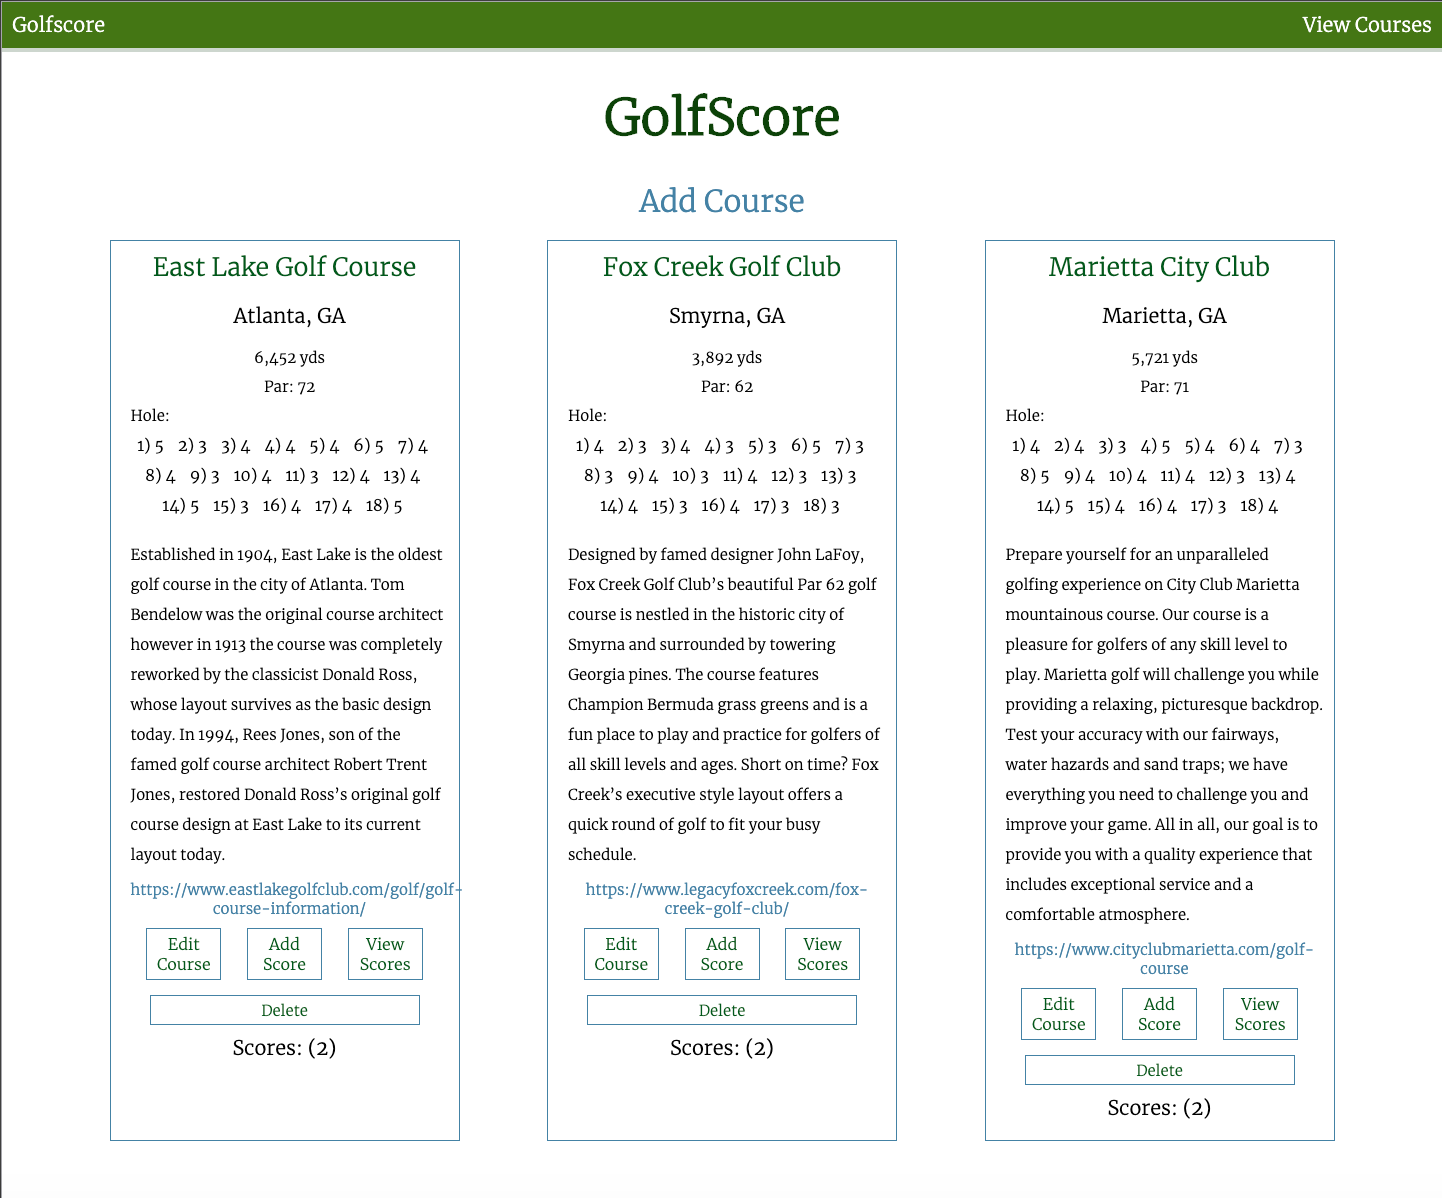 Golfscore
View Courses
GolfScore
Add Course
East Lake Golf Course
Atlanta, GA
6,452 yds
Par: 72
Hole:
1) 5 2) 3 3) 4 4) 4 5) 4 6) 5 7) 4
8) 4 9) 3 10) 4 11) 3 12) 4 13) 4
14) 5 15) 3 16) 4 17) 4 18) 5
Established in 1904, East Lake is the oldest
golf course in the city of Atlanta. Tom
Bendelow was the original course architect
however in 1913 the course was completely
reworked by the classicist Donald Ross,
whose layout survives as the basic design
today. In 1994, Rees Jones, son of the
famed golf course architect Robert Trent
Jones, restored Donald Ross’s original golf
course design at East Lake to its current
layout today.
https://www.eastlakegolfclub.com/golf/golf-
course-information/
Edit
Course
Add
Score
View
Scores
Delete
Scores: (2)
Fox Creek Golf Club
Smyrna, GA
3,892 yds
Par: 62
Hole:
1) 4 2) 3 3) 4 4) 3 5) 3 6) 5 7) 3
8) 3 9) 4 10) 3 11) 4 12) 3 13) 3
14) 4 15) 3 16) 4 17) 3 18) 3
Designed by famed designer John LaFoy,
Fox Creek Golf Club’s beautiful Par 62 golf
course is nestled in the historic city of
Smyrna and surrounded by towering
Georgia pines. The course features
Champion Bermuda grass greens and is a
fun place to play and practice for golfers of
all skill levels and ages. Short on time? Fox
Creek’s executive style layout offers a
quick round of golf to fit your busy
schedule.
https://www.legacyfoxcreek.com/fox-
creek-golf-club/
Edit
Course
Add
Score
View
Scores
Delete
Scores: (2)
Marietta City Club
Marietta, GA
5,721 yds
Par: 71
Hole:
1) 4 2) 4 3) 3 4) 5 5) 4 6) 4 7) 3
8) 5 9) 4 10) 4 11) 4 12) 3 13) 4
14) 5 15) 4 16) 4 17) 3 18) 4
Prepare yourself for an unparalleled
golfing experience on City Club Marietta
mountainous course. Our course is a
pleasure for golfers of any skill level to
play. Marietta golf will challenge you while
providing a relaxing, picturesque backdrop.
Test your accuracy with our fairways,
water hazards and sand traps; we have
everything you need to challenge you and
improve your game. All in all, our goal is to
provide you with a quality experience that
includes exceptional service and a
comfortable atmosphere.
https://www.cityclubmarietta.com/golf-
course
Edit
Course
Add
Score
View
Scores
Delete
Scores: (2)